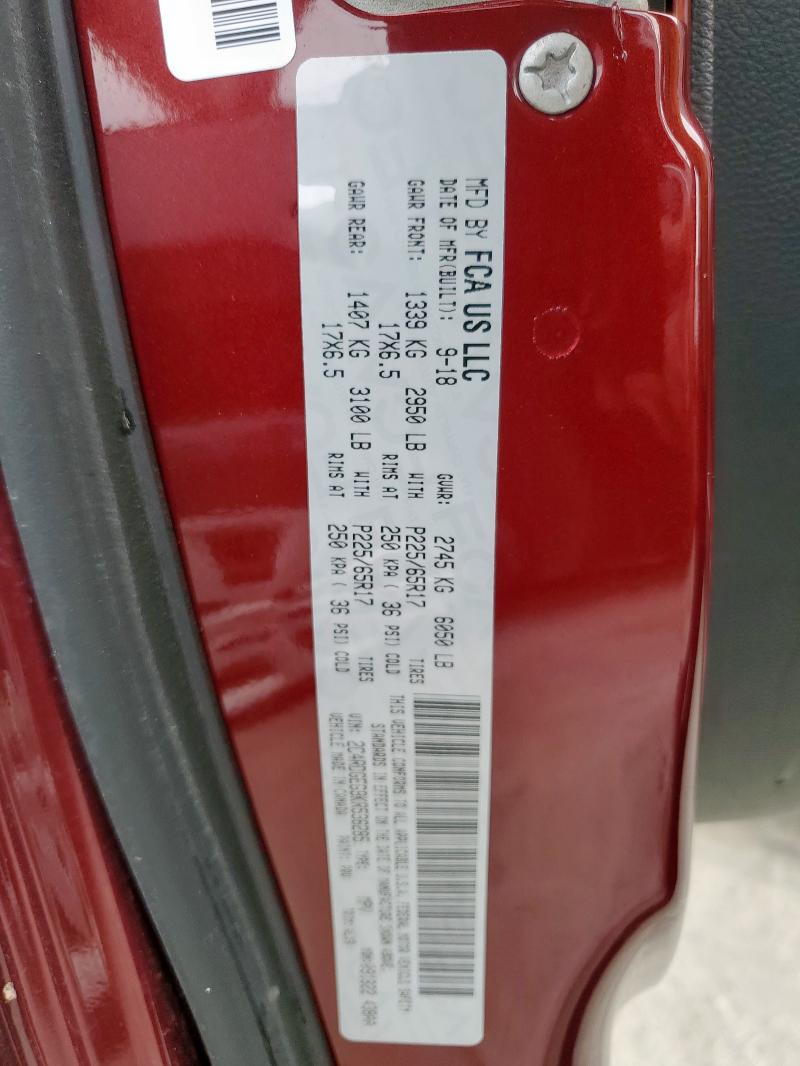 MFD BY FCA US LLC
DATE OF MFR(BUILT): 9-18 GVWR: 2745 KG 6050 LB
GAWR FRONT: 1339 KG 2950 LB WITH P225/65R17 TIRES
17X6.5 RIMS AT 250 KPA ( 36 PSI) COLD
GAWR REAR: 1407 KG 3100 LB WITH P225/65R17 TIRES
17X6.5 RIMS AT 250 KPA ( 36 PSI) COLD
THIS VEHICLE CONFORMS TO ALL APPLICABLE U.S.A. FEDERAL MOTOR VEHICLE SAFETY
STANDARDS IN EFFECT ON THE DATE OF MANUFACTURE SHOWN ABOVE.
VIN: TYPE: MPV
VEHICLE MADE IN CANADA PAINT: